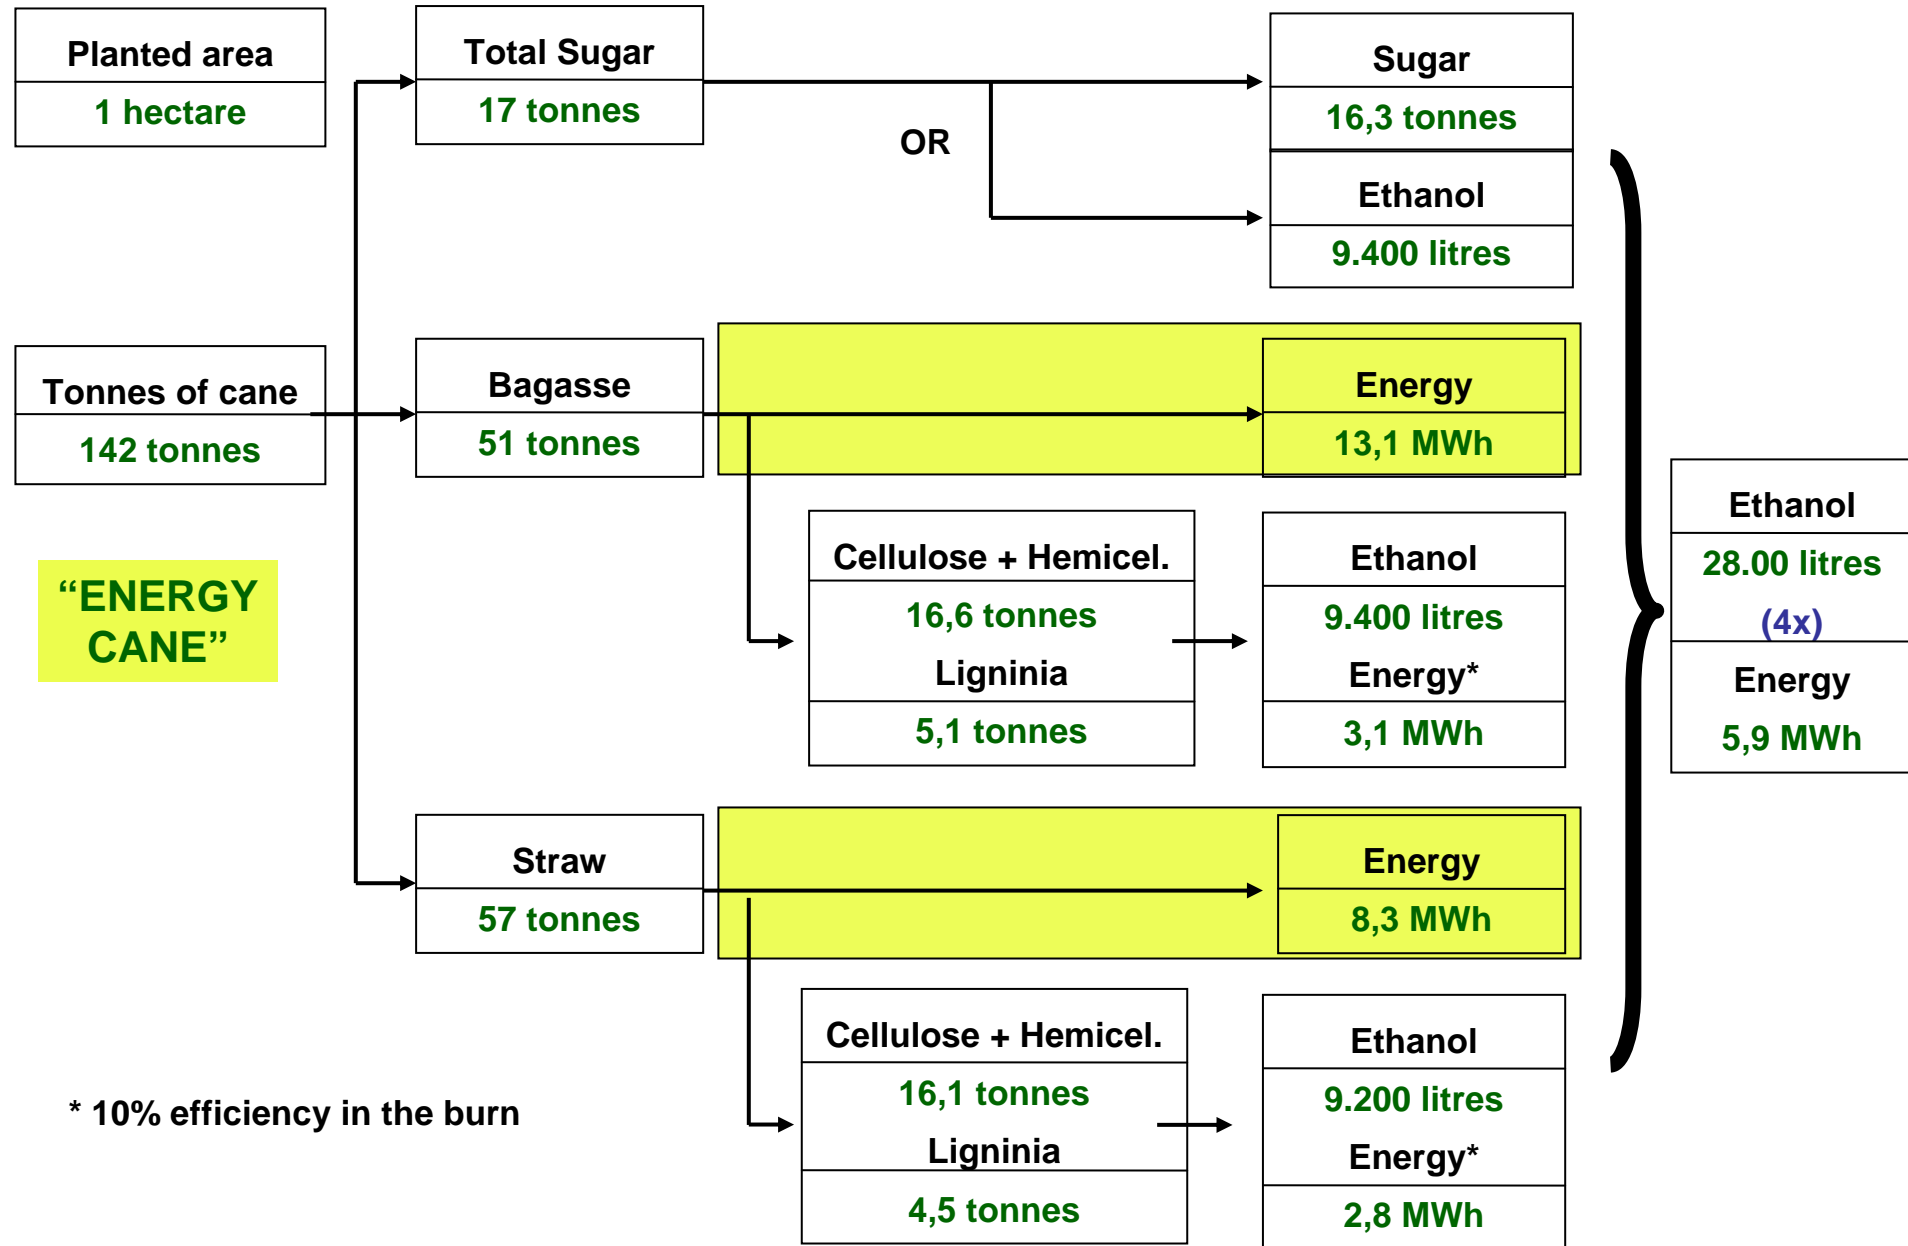 Planted area
1 hectare
Total Sugar
17 tonnes
OR
Sugar
16,3 tonnes
Ethanol
9.400 litres
Tonnes of cane
142 tonnes
Bagasse
51 tonnes
Energy
13,1 MWh
Cellulose + Hemicel.
16,6 tonnes
Ligninia
5,1 tonnes
Ethanol
9.400 litres
Energy*
3,1 MWh
Ethanol
28.00 litres
(4x)
Energy
5,9 MWh
“ENERGY
CANE”
Straw
57 tonnes
Energy
8,3 MWh
Cellulose + Hemicel.
16,1 tonnes
Ligninia
4,5 tonnes
Ethanol
9.200 litres
Energy*
2,8 MWh
* 10% efficiency in the burn